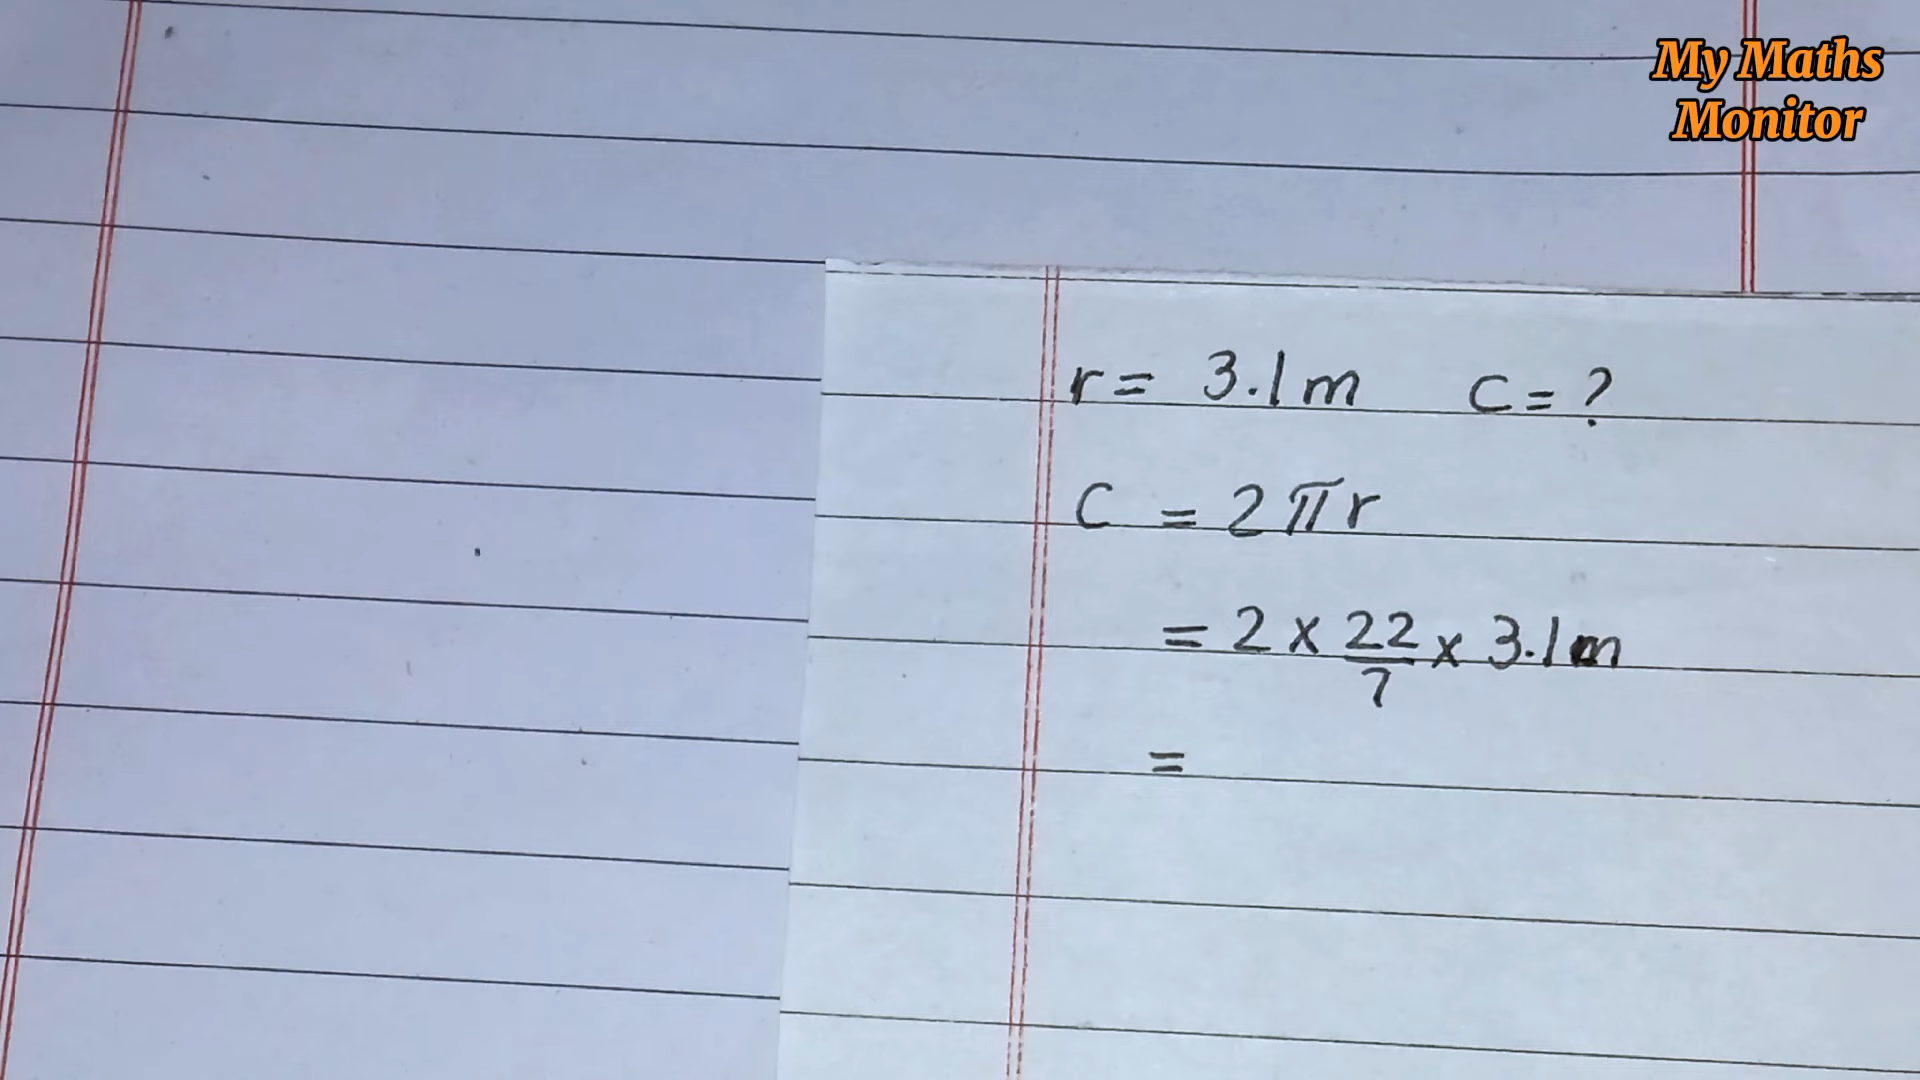 My Maths
Monitor
r = 3.1m C = ?
C = 2πr
= 2 × 22/7 × 3.1m
=